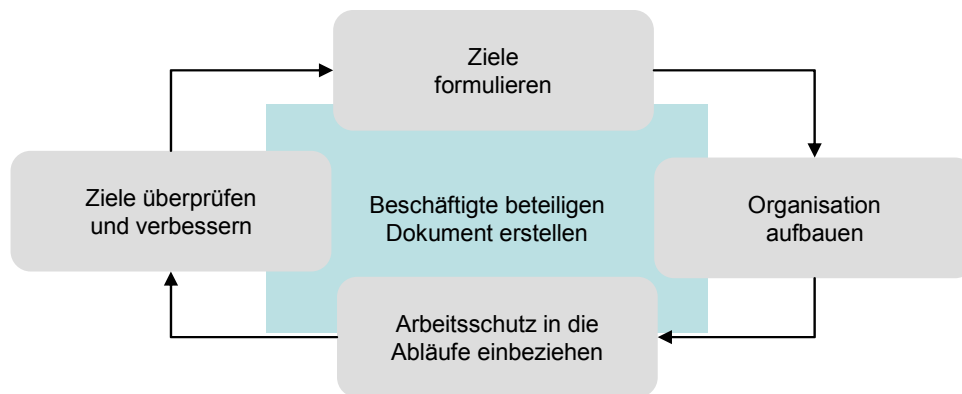 Ziele
formulieren
Ziele überprüfen
und verbessern
Beschäftigte beteiligen
Dokument erstellen
Organisation
aufbauen
Arbeitsschutz in die
Abläufe einbeziehen